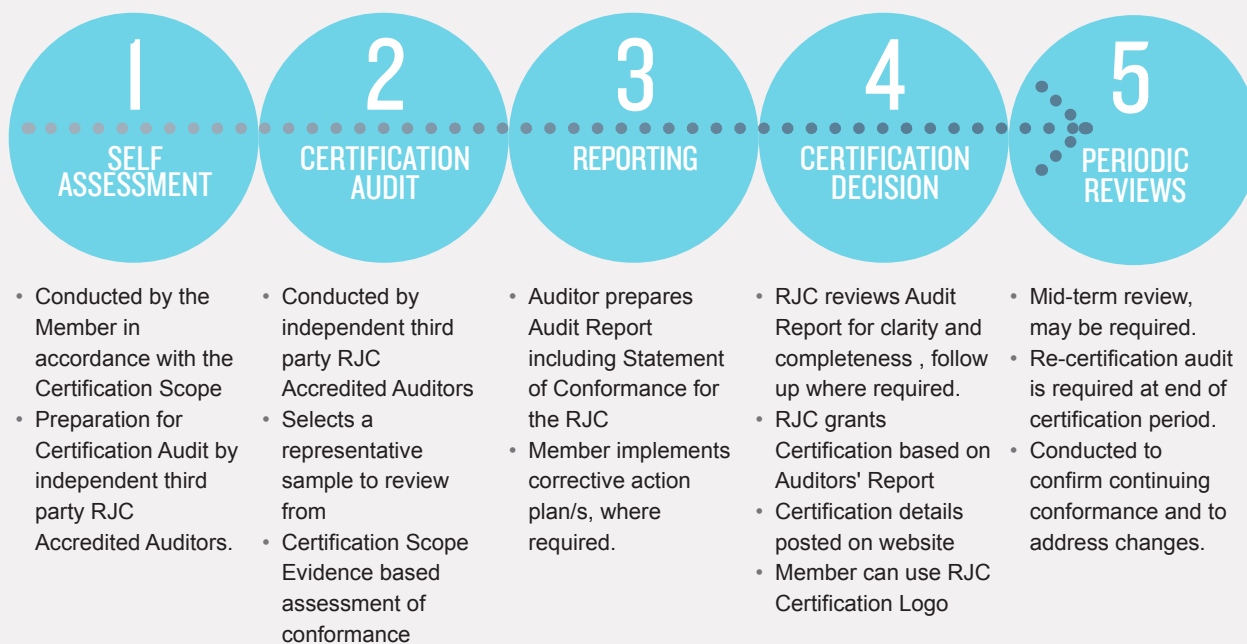 1
SELF
ASSESSMENT
• Conducted by the
Member in
accordance with the
Certification Scope
• Preparation for
Certification Audit by
independent third
party RJC
Accredited Auditors.
2
CERTIFICATION
AUDIT
• Conducted by
independent third
party RJC
Accredited Auditors
• Selects a
representative
sample to review
from
• Certification Scope
Evidence based
assessment of
conformance
3
REPORTING
• Auditor prepares
Audit Report
including Statement
of Conformance for
the RJC
• Member implements
corrective action
plan/s, where
required.
4
CERTIFICATION
DECISION
• RJC reviews Audit
Report for clarity and
completeness , follow
up where required.
• RJC grants
Certification based on
Auditors' Report
• Certification details
posted on website
• Member can use RJC
Certification Logo
5
PERIODIC
REVIEWS
• Mid-term review,
may be required.
• Re-certification audit
is required at end of
certification period.
• Conducted to
confirm continuing
conformance and to
address changes.